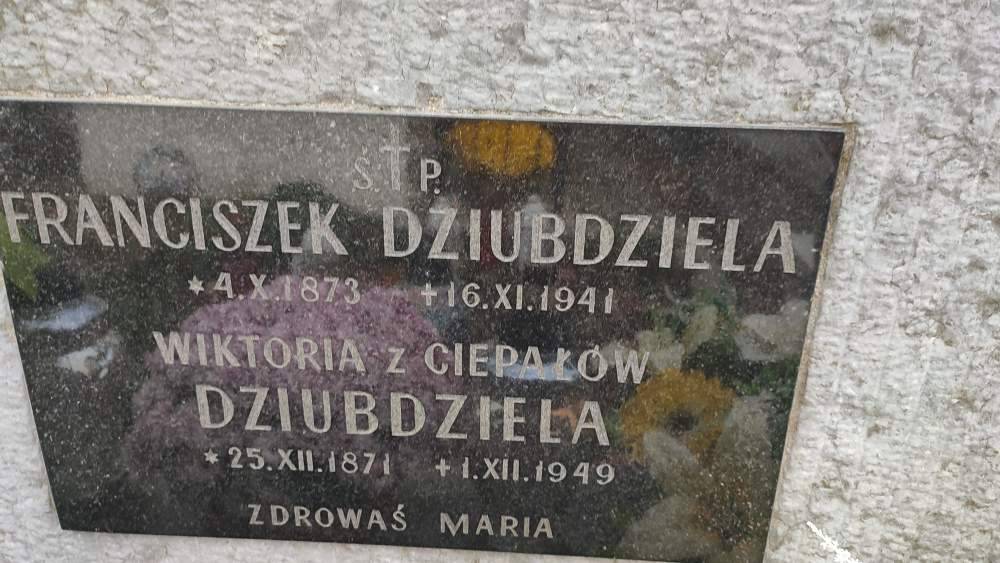 Ś.†P.
FRANCISZEK DZIUBDZIELA
*4.X.1873 +16.XI.1941
WIKTORIA Z CIEPAŁÓW
DZIUBDZIELA
*25.XII.1871 +1.XII.1949
ZDROWAŚ MARIA